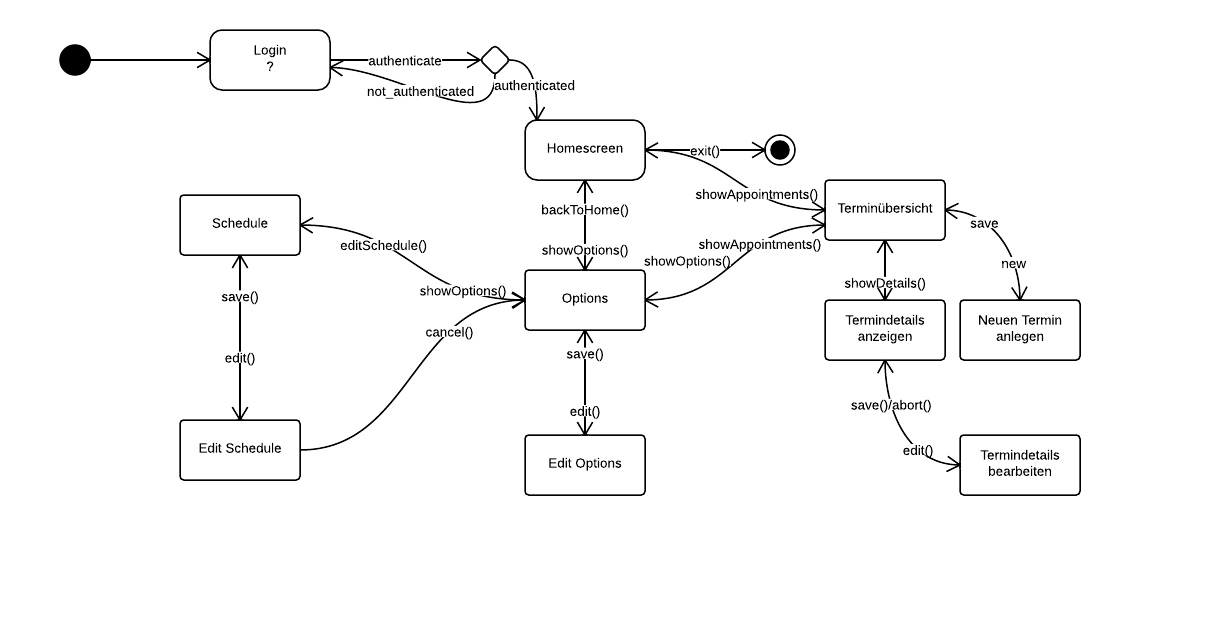 Login
?
authenticate
not_authenticated
authenticated
Homescreen
exit()
showAppointments()
Terminübersicht
backToHome()
showOptions()
Schedule
editSchedule()
showOptions()
showAppointments()
showOptions()
save
new
Options
showDetails()
Termindetails
anzeigen
Neuen Termin
anlegen
save()
edit()
cancel()
save()
edit()
save()/abort()
edit()
Edit Schedule
Edit Options
Termindetails
bearbeiten